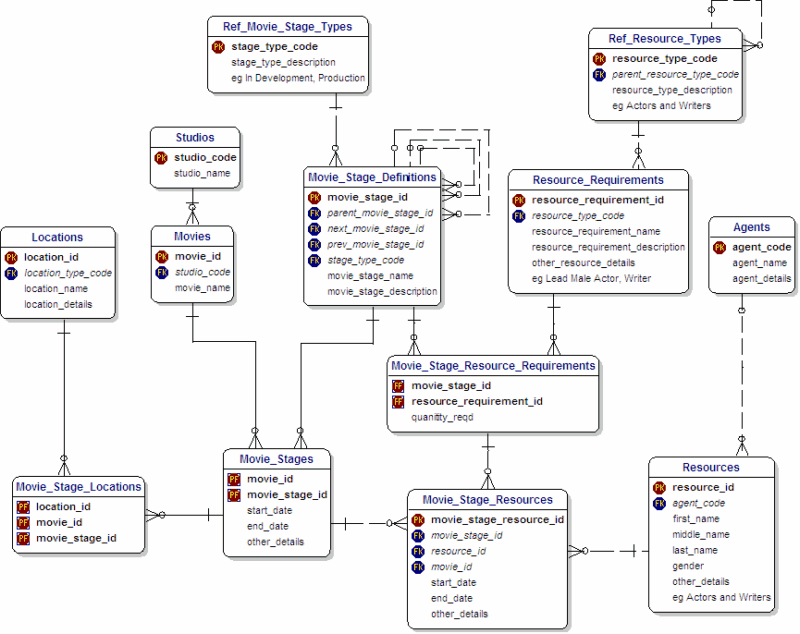 Ref_Movie_Stage_Types
PK stage_type_code
stage_type_description
eg In Development, Production
Ref_Resource_Types
PK resource_type_code
FK parent_resource_type_code
resource_type_description
eg Actors and Writers
Studios
PK studio_code
studio_name
Movie_Stage_Definitions
PK movie_stage_id
FK parent_movie_stage_id
FK next_movie_stage_id
FK prev_movie_stage_id
FK stage_type_code
movie_stage_name
movie_stage_description
Resource_Requirements
PK resource_requirement_id
FK resource_type_code
resource_requirement_name
resource_requirement_description
other_resource_details
eg Lead Male Actor, Writer
Agents
PK agent_code
agent_name
agent_details
Locations
PK location_id
FK location_type_code
location_name
location_details
Movies
PK movie_id
FK studio_code
movie_name
Movie_Stage_Resource_Requirements
PF movie_stage_id
PF resource_requirement_id
quanitty_reqd
Movie_Stage_Locations
PF location_id
PF movie_id
PF movie_stage_id
Movie_Stages
PF movie_id
PF movie_stage_id
start_date
end_date
other_details
Movie_Stage_Resources
PK movie_stage_resource_id
FK movie_stage_id
FK resource_id
FK movie_id
start_date
end_date
other_details
Resources
PK resource_id
FK agent_code
first_name
middle_name
last_name
gender
other_details
eg Actors and Writers